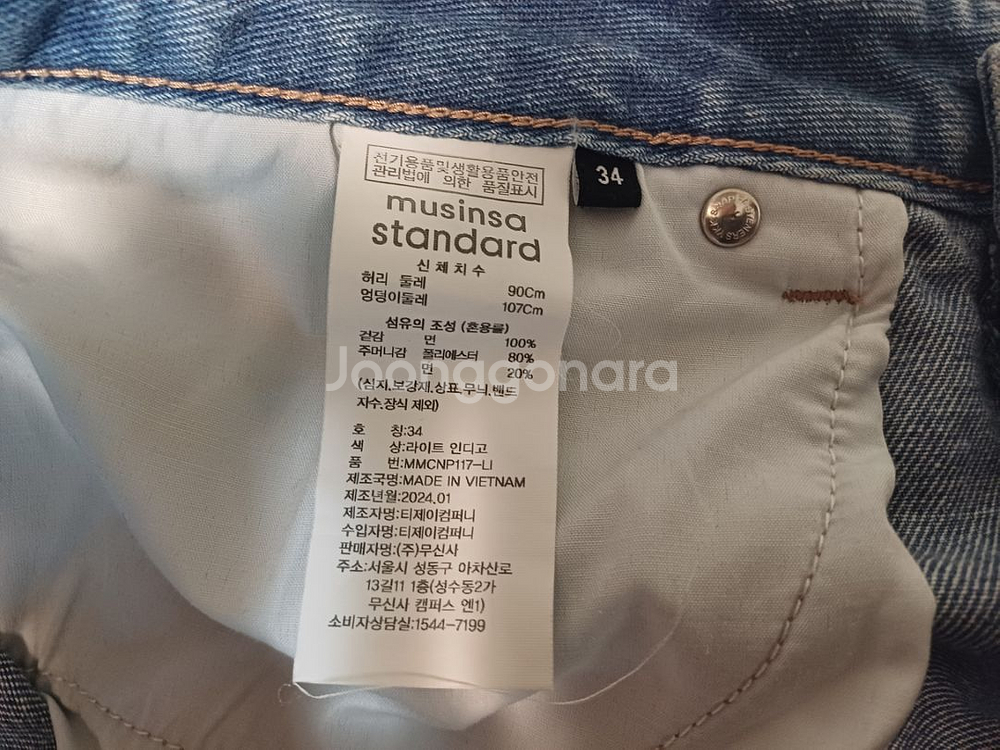 전기용품및생활용품안전
관리법에 의한 품질표시
musinsa
standard
신체치수
허리 둘레 90Cm
엉덩이둘레 107Cm
섬유의 조성 (혼용률)
겉감 면 100%
주머니감 폴리에스터 80%
면 20%
(심지.보강재.상표.무늬.밴드
자수.장식 제외)
호 칭:34
색 상:라이트 인디고
품 번:MMCNP117-LI
제조국명:MADE IN VIETNAM
제조년월:2024.01
제조자명:티제이컴퍼니
수입자명:티제이컴퍼니
판매자명:(주)무신사
주소:서울시 성동구 아차산로
13길11 1층(성수동2가
무신사 캠퍼스 엔1)
소비자상담실:1544-7199
34
YKK SNAP FASTENERS
Joonggonara